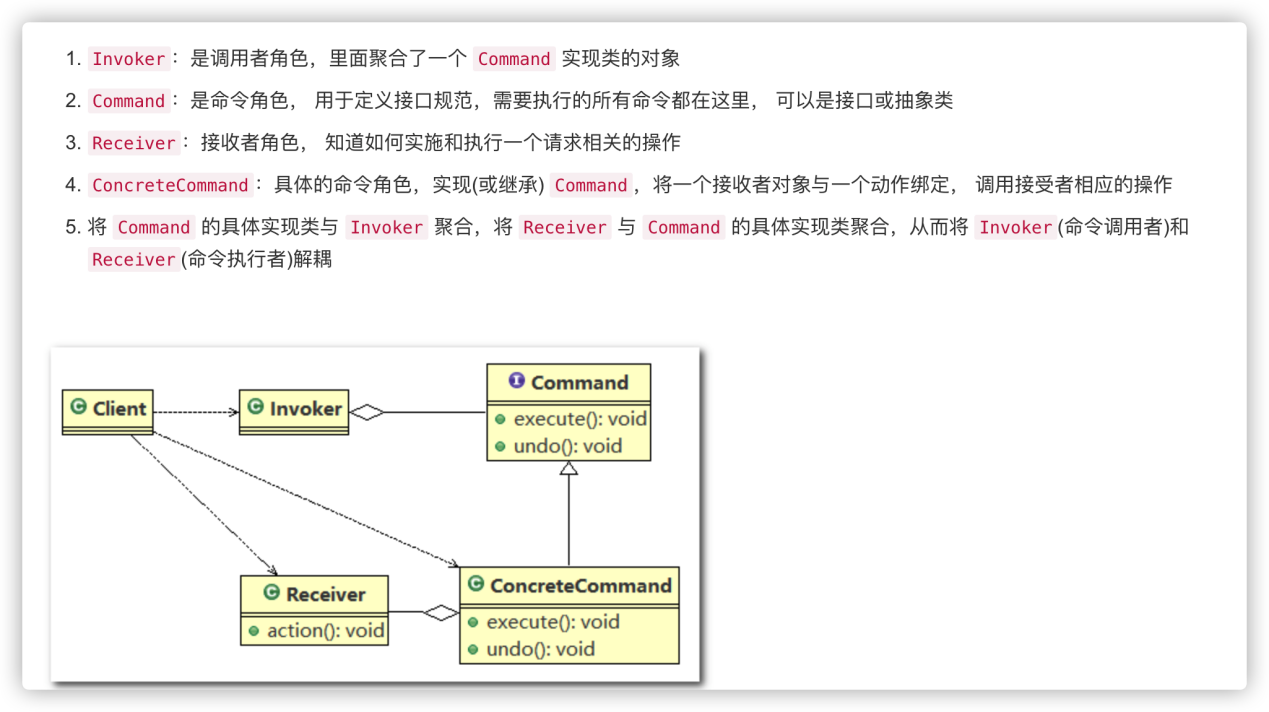 1. Invoker：是调用者角色，里面聚合了一个 Command 实现类的对象
2. Command：是命令角色， 用于定义接口规范，需要执行的所有命令都在这里， 可以是接口或抽象类
3. Receiver：接收者角色， 知道如何实施和执行一个请求相关的操作
4. ConcreteCommand：具体的命令角色，实现(或继承) Command，将一个接收者对象与一个动作绑定， 调用接受者相应的操作
5. 将 Command 的具体实现类与 Invoker 聚合，将 Receiver 与 Command 的具体实现类聚合，从而将 Invoker(命令调用者)和
Receiver(命令执行者)解耦
I Command
C Client
C Invoker
execute(): void
undo(): void
C Receiver
action(): void
C ConcreteCommand
execute(): void
undo(): void